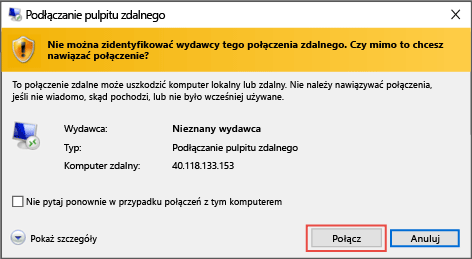 Podłączanie pulpitu zdalnego
Nie można zidentyfikować wydawcy tego połączenia zdalnego. Czy mimo to chcesz
nawiązać połączenie?
To połączenie zdalne może uszkodzić komputer lokalny lub zdalny. Nie należy nawiązywać połączenia,
jeśli nie wiadomo, skąd pochodzi, lub nie było wcześniej używane.
Wydawca: Nieznany wydawca
Typ: Podłączanie pulpitu zdalnego
Komputer zdalny: 40.118.133.153
Nie pytaj ponownie w przypadku połączeń z tym komputerem
Pokaż szczegóły Połącz Anuluj